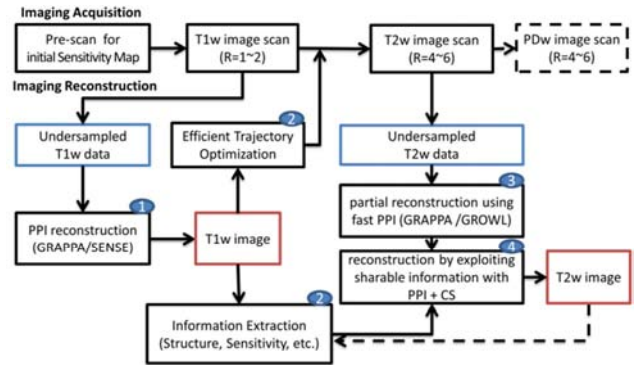 Imaging Acquisition
Pre-scan for
initial Sensitivity Map
T1w image scan
(R=1~2)
T2w image scan
(R=4~6)
PDw image scan
(R=4~6)
Imaging Reconstruction
Undersampled
T1w data
2
Efficient Trajectory
Optimization
Undersampled
T2w data
1
PPI reconstruction
(GRAPPA/SENSE)
T1w image
3
partial reconstruction using
fast PPI (GRAPPA /GROWL)
4
reconstruction by exploiting
sharable information with
PPI + CS
T2w image
2
Information Extraction
(Structure, Sensitivity, etc.)